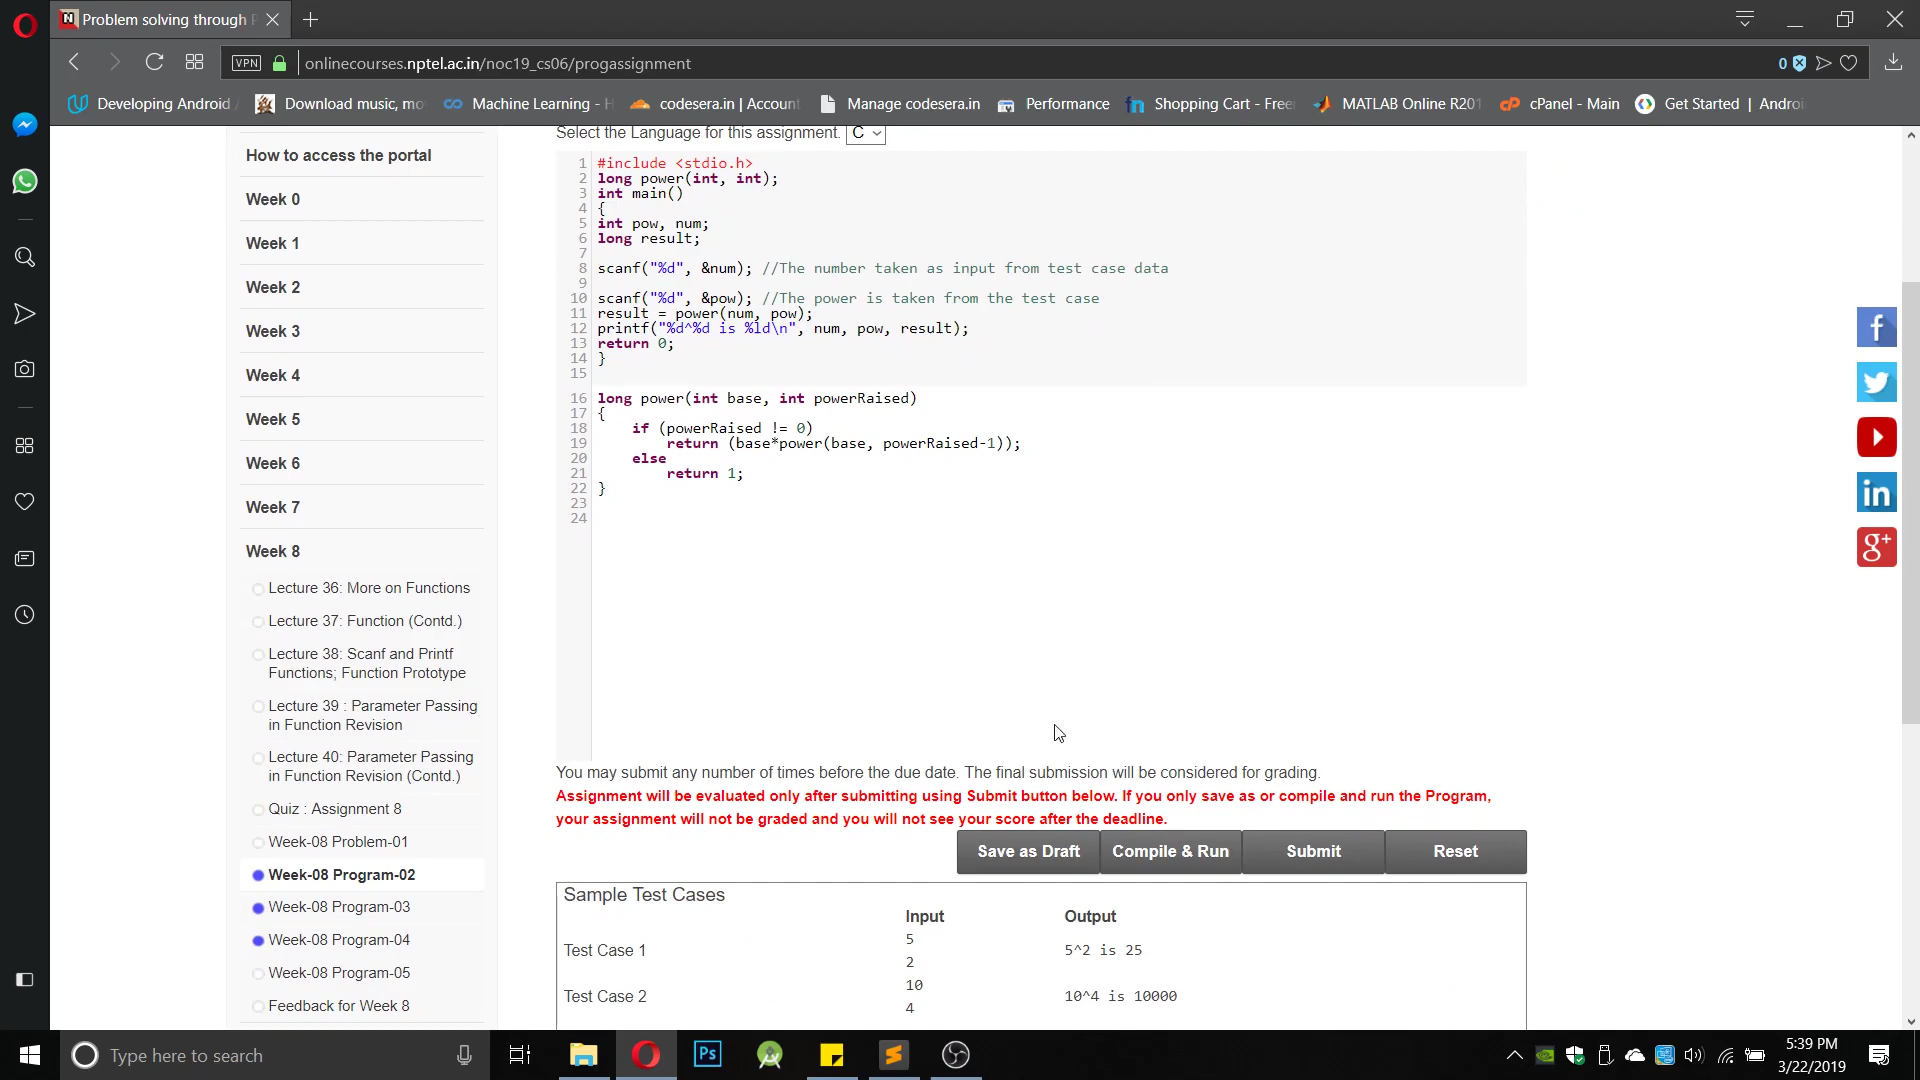 Problem solving through P
VPN
onlinecourses.nptel.ac.in/noc19_cs06/progassignment
0
Developing Android
Download music, mo
Machine Learning - H
codesera.in | Account
Manage codesera.in
Performance
Shopping Cart - Free
MATLAB Online R201
cPanel - Main
Get Started | Androi
How to access the portal
Week 0
Week 1
Week 2
Week 3
Week 4
Week 5
Week 6
Week 7
Week 8
Lecture 36: More on Functions
Lecture 37: Function (Contd.)
Lecture 38: Scanf and Printf
Functions; Function Prototype
Lecture 39 : Parameter Passing
in Function Revision
Lecture 40: Parameter Passing
in Function Revision (Contd.)
Quiz : Assignment 8
Week-08 Problem-01
Week-08 Program-02
Week-08 Program-03
Week-08 Program-04
Week-08 Program-05
Feedback for Week 8
Select the Language for this assignment. C
1 #include <stdio.h>
2 long power(int, int);
3 int main()
4 {
5 int pow, num;
6 long result;
7
8 scanf("%d", &num); //The number taken as input from test case data
9
10 scanf("%d", &pow); //The power is taken from the test case
11 result = power(num, pow);
12 printf("%d^%d is %ld\n", num, pow, result);
13 return 0;
14 }
15
16 long power(int base, int powerRaised)
17 {
18 if (powerRaised != 0)
19 return (base*power(base, powerRaised-1));
20 else
21 return 1;
22 }
23
24
You may submit any number of times before the due date. The final submission will be considered for grading.
Assignment will be evaluated only after submitting using Submit button below. If you only save as or compile and run the Program,
your assignment will not be graded and you will not see your score after the deadline.
Save as Draft
Compile & Run
Submit
Reset
Sample Test Cases
Input Output
Test Case 1
5
2
5^2 is 25
Test Case 2
10
4
10^4 is 10000
f
in
g+
Type here to search
Ps
5:39 PM
3/22/2019